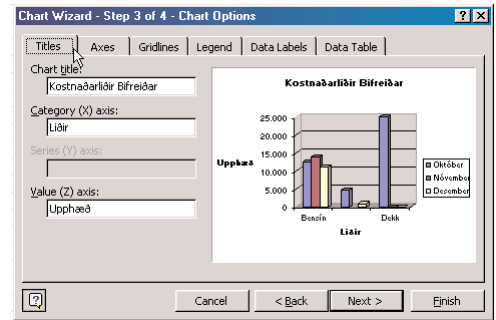 Chart Wizard - Step 3 of 4 - Chart Options
Titles Axes Gridlines Legend Data Labels Data Table
Chart title:
Kostnaðarliðir Bifreiðar
Category (X) axis:
Liðir
Series (Y) axis:
Value (Z) axis:
Upphæð
Kostnaðarliðir Bifreiðar
25.000
20.000
15.000
10.000
5.000
0
Upphæð
Bensín Dekk
Liðir
Október
Nóvember
Desember
Cancel < Back Next > Finish